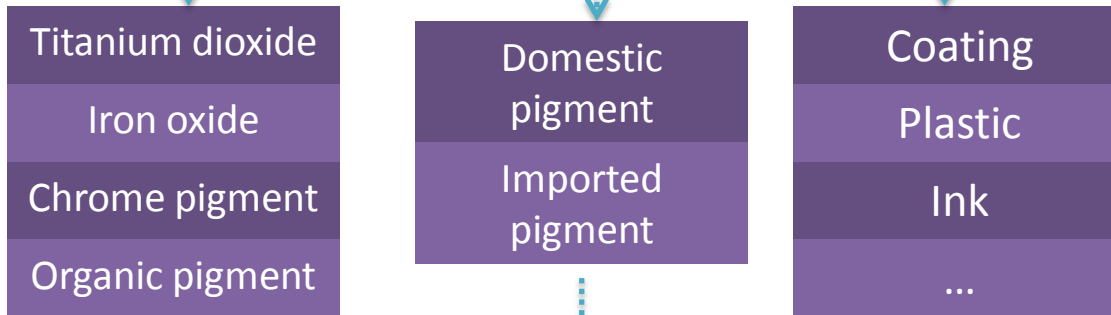 Titanium dioxide
Iron oxide
Chrome pigment
Organic pigment
Domestic
pigment
Imported
pigment
Coating
Plastic
Ink
...